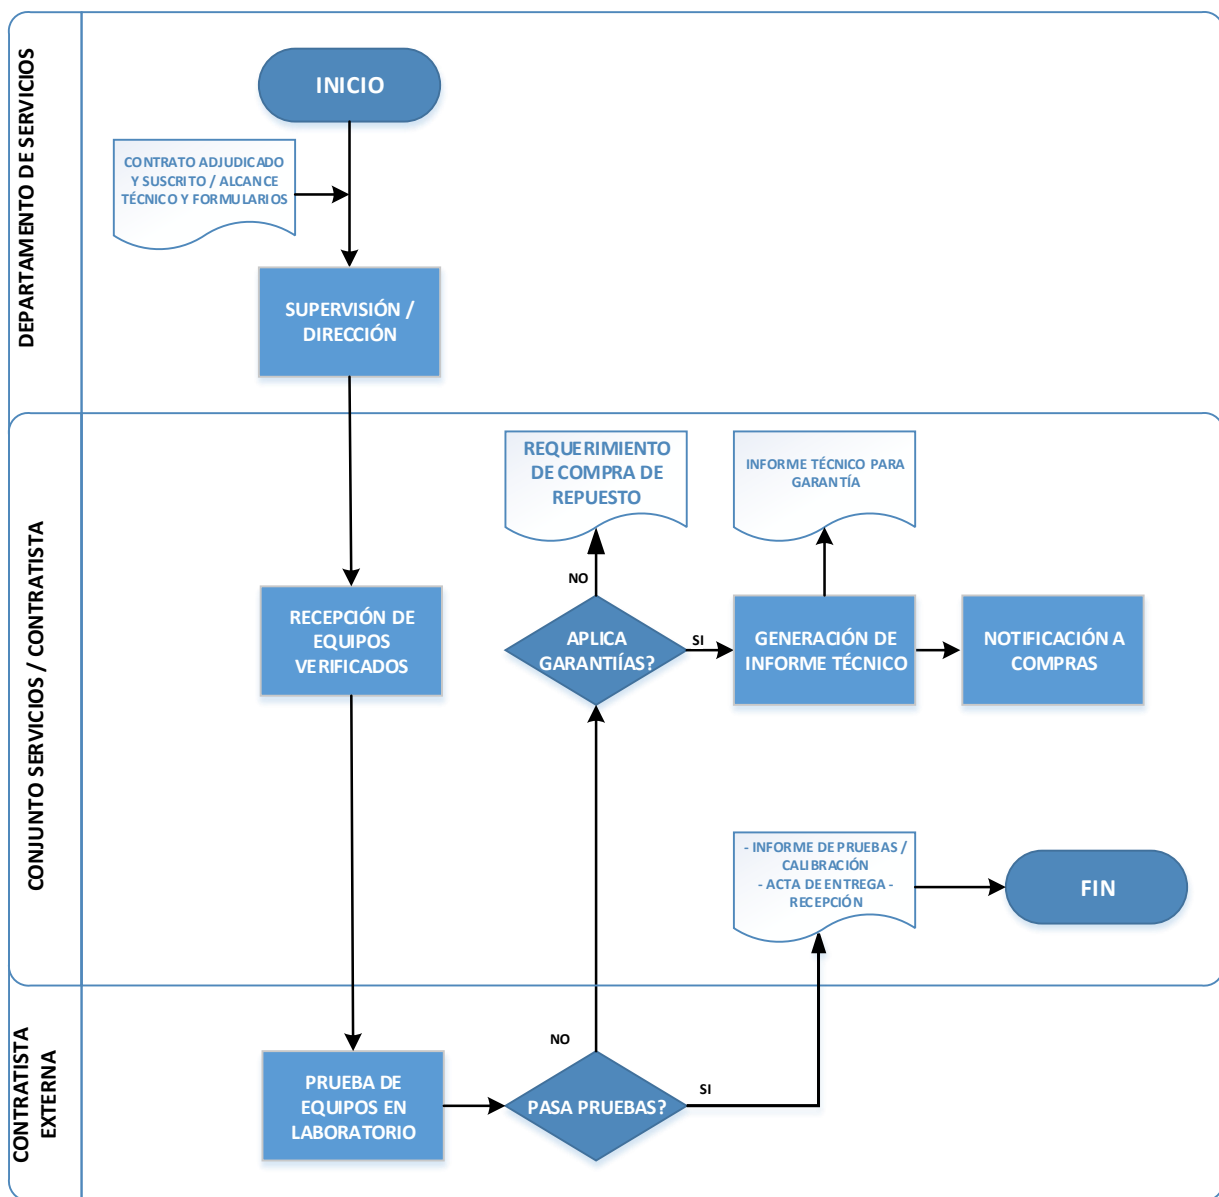 DEPARTAMENTO DE SERVICIOS
INICIO
CONTRATO ADJUDICADO
Y SUSCRITO / ALCANCE
TÉCNICO Y FORMULARIOS
SUPERVISIÓN /
DIRECCIÓN
CONJUNTO SERVICIOS / CONTRATISTA
REQUERIMIENTO
DE COMPRA DE
REPUESTO
INFORME TÉCNICO PARA
GARANTÍA
NO
RECEPCIÓN DE
EQUIPOS
VERIFICADOS
APLICA
GARANTIÍAS?
SI
GENERACIÓN DE
INFORME TÉCNICO
NOTIFICACIÓN A
COMPRAS
- INFORME DE PRUEBAS /
CALIBRACIÓN
- ACTA DE ENTREGA -
RECEPCIÓN
FIN
CONTRATISTA
EXTERNA
NO
PRUEBA DE
EQUIPOS EN
LABORATORIO
PASA PRUEBAS?
SI